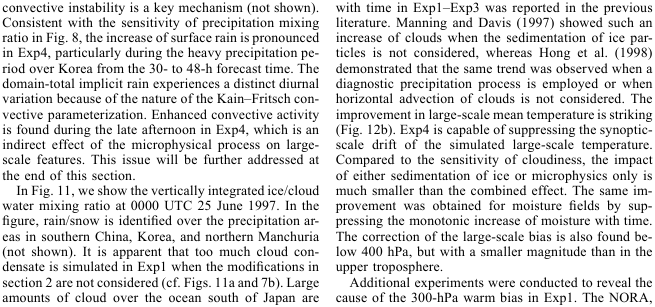 convective instability is a key mechanism (not shown).
Consistent with the sensitivity of precipitation mixing
ratio in Fig. 8, the increase of surface rain is pronounced
in Exp4, particularly during the heavy precipitation pe-
riod over Korea from the 30- to 48-h forecast time. The
domain-total implicit rain experiences a distinct diurnal
variation because of the nature of the Kain–Fritsch con-
vective parameterization. Enhanced convective activity
is found during the late afternoon in Exp4, which is an
indirect effect of the microphysical process on large-
scale features. This issue will be further addressed at
the end of this section.
In Fig. 11, we show the vertically integrated ice/cloud
water mixing ratio at 0000 UTC 25 June 1997. In the
figure, rain/snow is identified over the precipitation ar-
eas in southern China, Korea, and northern Manchuria
(not shown). It is apparent that too much cloud con-
densate is simulated in Exp1 when the modifications in
section 2 are not considered (cf. Figs. 11a and 7b). Large
amounts of cloud over the ocean south of Japan are
with time in Exp1–Exp3 was reported in the previous
literature. Manning and Davis (1997) showed such an
increase of clouds when the sedimentation of ice par-
ticles is not considered, whereas Hong et al. (1998)
demonstrated that the same trend was observed when a
diagnostic precipitation process is employed or when
horizontal advection of clouds is not considered. The
improvement in large-scale mean temperature is striking
(Fig. 12b). Exp4 is capable of suppressing the synoptic-
scale drift of the simulated large-scale temperature.
Compared to the sensitivity of cloudiness, the impact
of either sedimentation of ice or microphysics only is
much smaller than the combined effect. The same im-
provement was obtained for moisture fields by sup-
pressing the monotonic increase of moisture with time.
The correction of the large-scale bias is also found be-
low 400 hPa, but with a smaller magnitude than in the
upper troposphere.
Additional experiments were conducted to reveal the
cause of the 300-hPa warm bias in Exp1. The NORA,